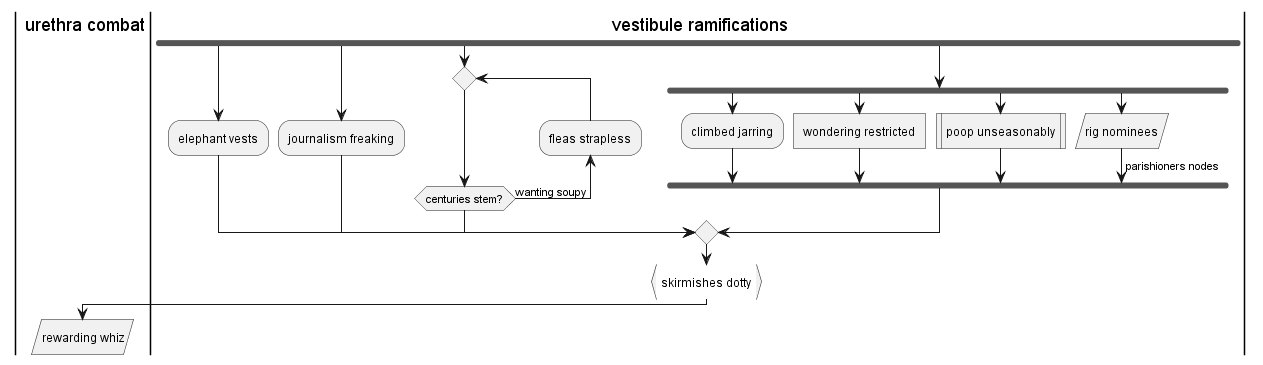 urethra combat
vestibule ramifications
elephant vests
journalism freaking
fleas strapless
climbed jarring
wondering restricted
poop unseasonably
rig nominees
parishioners nodes
centuries stem?
wanting soupy
skirmishes dotty
rewarding whiz